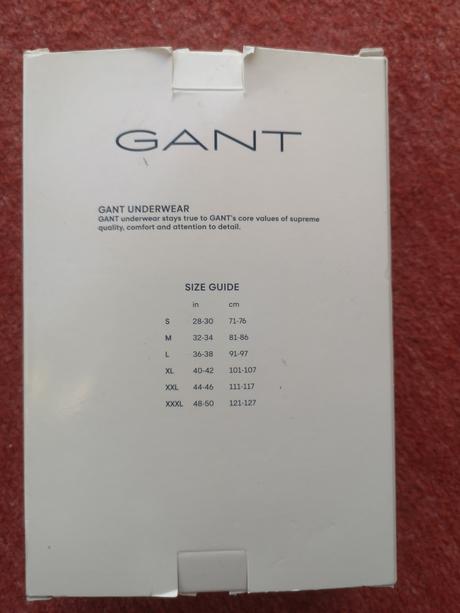 GANT
GANT UNDERWEAR
GANT underwear stays true to GANT's core values of supreme
quality, comfort and attention to detail.
SIZE GUIDE
in cm
S 28-30 71-76
M 32-34 81-86
L 36-38 91-97
XL 40-42 101-107
XXL 44-46 111-117
XXXL 48-50 121-127